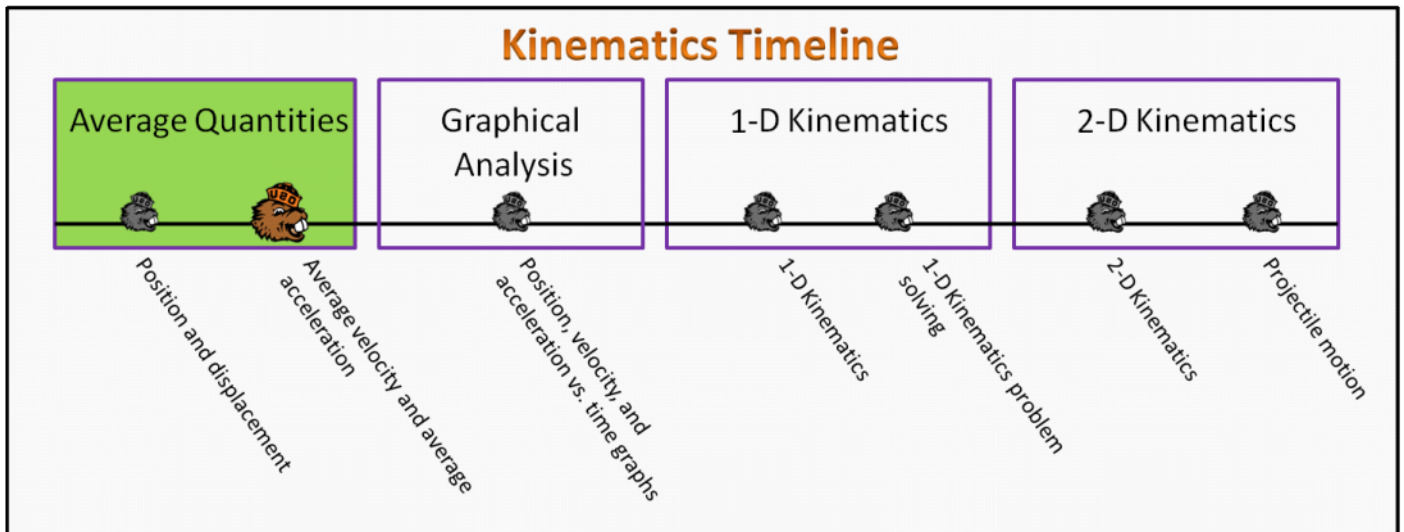 Kinematics Timeline
Average Quantities
Graphical
Analysis
1-D Kinematics
2-D Kinematics
OSU
Position and displacement
Average velocity and average
acceleration
Position, velocity, and
acceleration vs. time graphs
1-D Kinematics
1-D Kinematics problem
solving
2-D Kinematics
Projectile motion